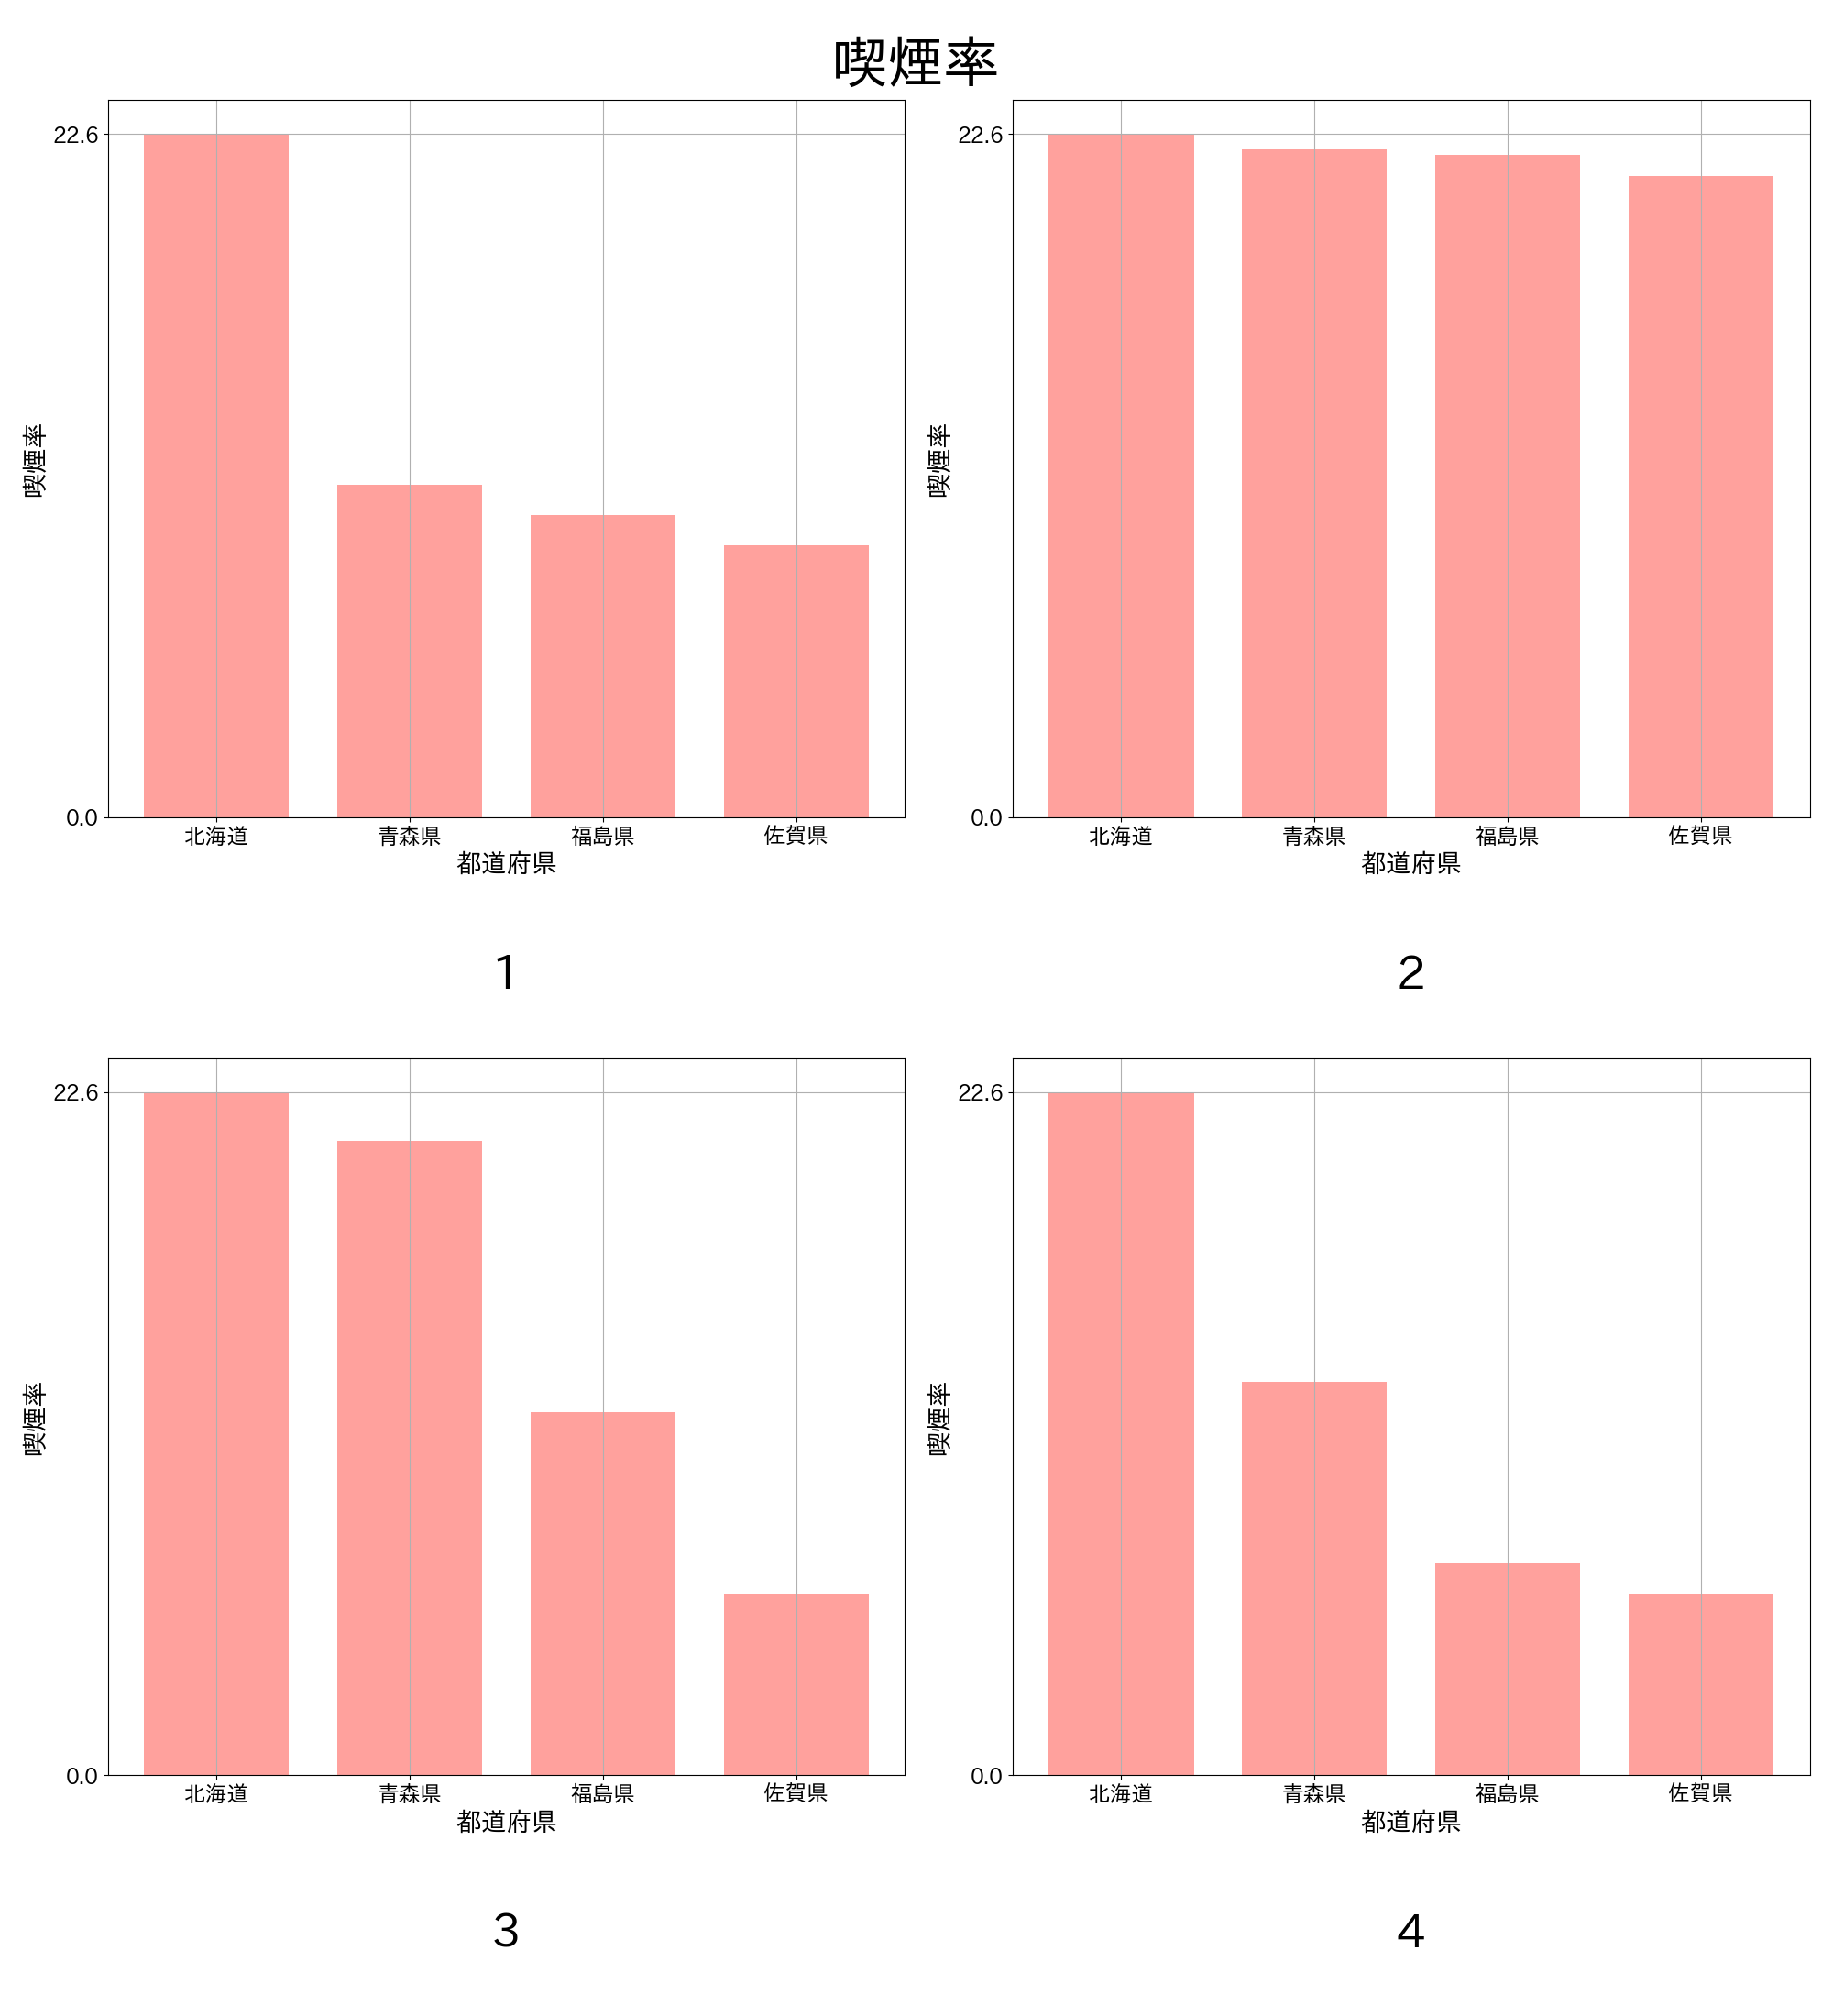 喫煙率
22.6
0.0
喫煙率
北海道 青森県 福島県 佐賀県
都道府県
1
22.6
0.0
喫煙率
北海道 青森県 福島県 佐賀県
都道府県
2
22.6
0.0
喫煙率
北海道 青森県 福島県 佐賀県
都道府県
3
22.6
0.0
喫煙率
北海道 青森県 福島県 佐賀県
都道府県
4